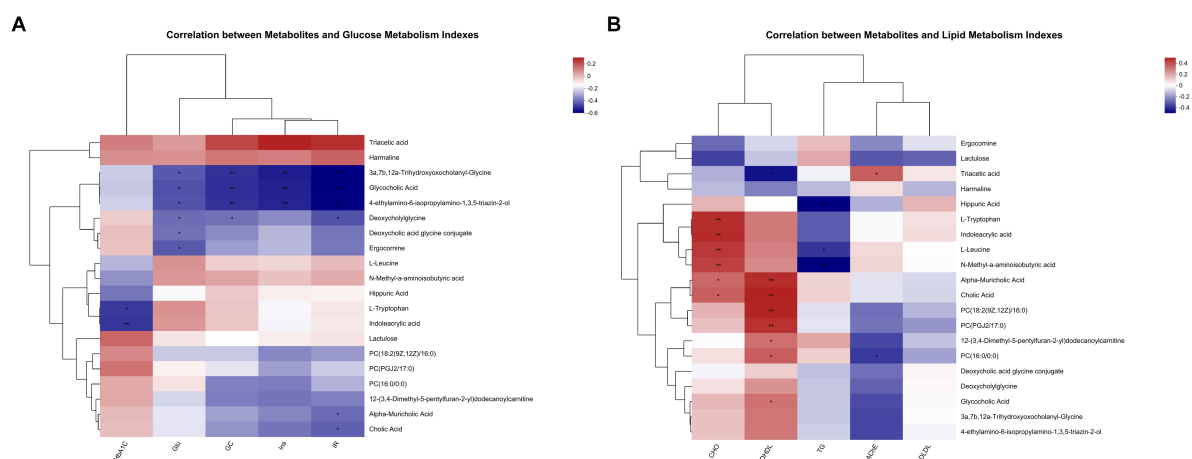 A
Correlation between Metabolites and Glucose Metabolism Indexes
0.2
0
-0.2
-0.4
-0.6
Triacetic acid
Harmaline
3a,7b,12a-Trihydroxyoxocholanyl-Glycine
Glycocholic Acid
4-ethylamino-6-isopropylamino-1,3,5-triazin-2-ol
Deoxycholylglycine
Deoxycholic acid glycine conjugate
Ergocornine
L-Leucine
N-Methyl-a-aminoisobutyric acid
Hippuric Acid
L-Tryptophan
Indoleacrylic acid
Lactulose
PC(18:2(9Z,12Z)/16:0)
PC(PGJ2/17:0)
PC(16:0/0:0)
12-(3,4-Dimethyl-5-pentylfuran-2-yl)dodecanoylcarnitine
Alpha-Muricholic Acid
Cholic Acid
HbA1C
Glu
GC
Ins
IR
B
Correlation between Metabolites and Lipid Metabolism Indexes
0.4
0.2
0
-0.2
-0.4
Ergocornine
Lactulose
Triacetic acid
Harmaline
Hippuric Acid
L-Tryptophan
Indoleacrylic acid
L-Leucine
N-Methyl-a-aminoisobutyric acid
Alpha-Muricholic Acid
Cholic Acid
PC(18:2(9Z,12Z)/16:0)
PC(PGJ2/17:0)
12-(3,4-Dimethyl-5-pentylfuran-2-yl)dodecanoylcarnitine
PC(16:0/0:0)
Deoxycholic acid glycine conjugate
Deoxycholylglycine
Glycocholic Acid
3a,7b,12a-Trihydroxyoxocholanyl-Glycine
4-ethylamino-6-isopropylamino-1,3,5-triazin-2-ol
CHO
OHDL
TG
AChE
OLDL